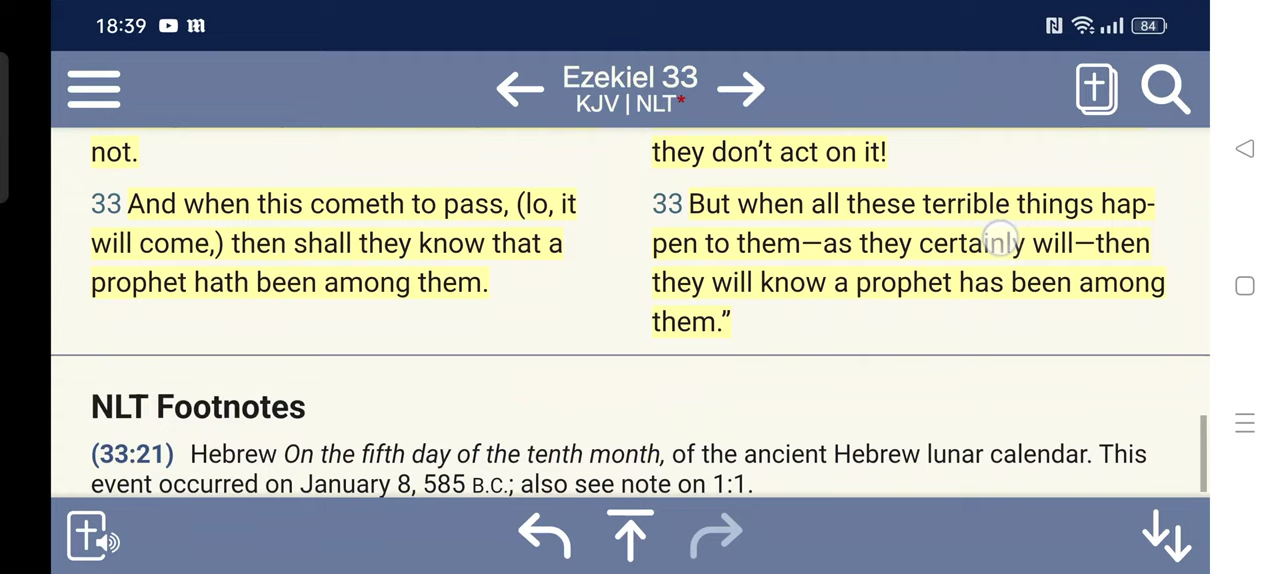 18:39
84
Ezekiel 33
KJV | NLT*
not.
33 And when this cometh to pass, (lo, it
will come,) then shall they know that a
prophet hath been among them.
they don't act on it!
33 But when all these terrible things hap-
pen to them—as they certainly will—then
they will know a prophet has been among
them.”
NLT Footnotes
(33:21) Hebrew On the fifth day of the tenth month, of the ancient Hebrew lunar calendar. This
event occurred on January 8, 585 B.C.; also see note on 1:1.